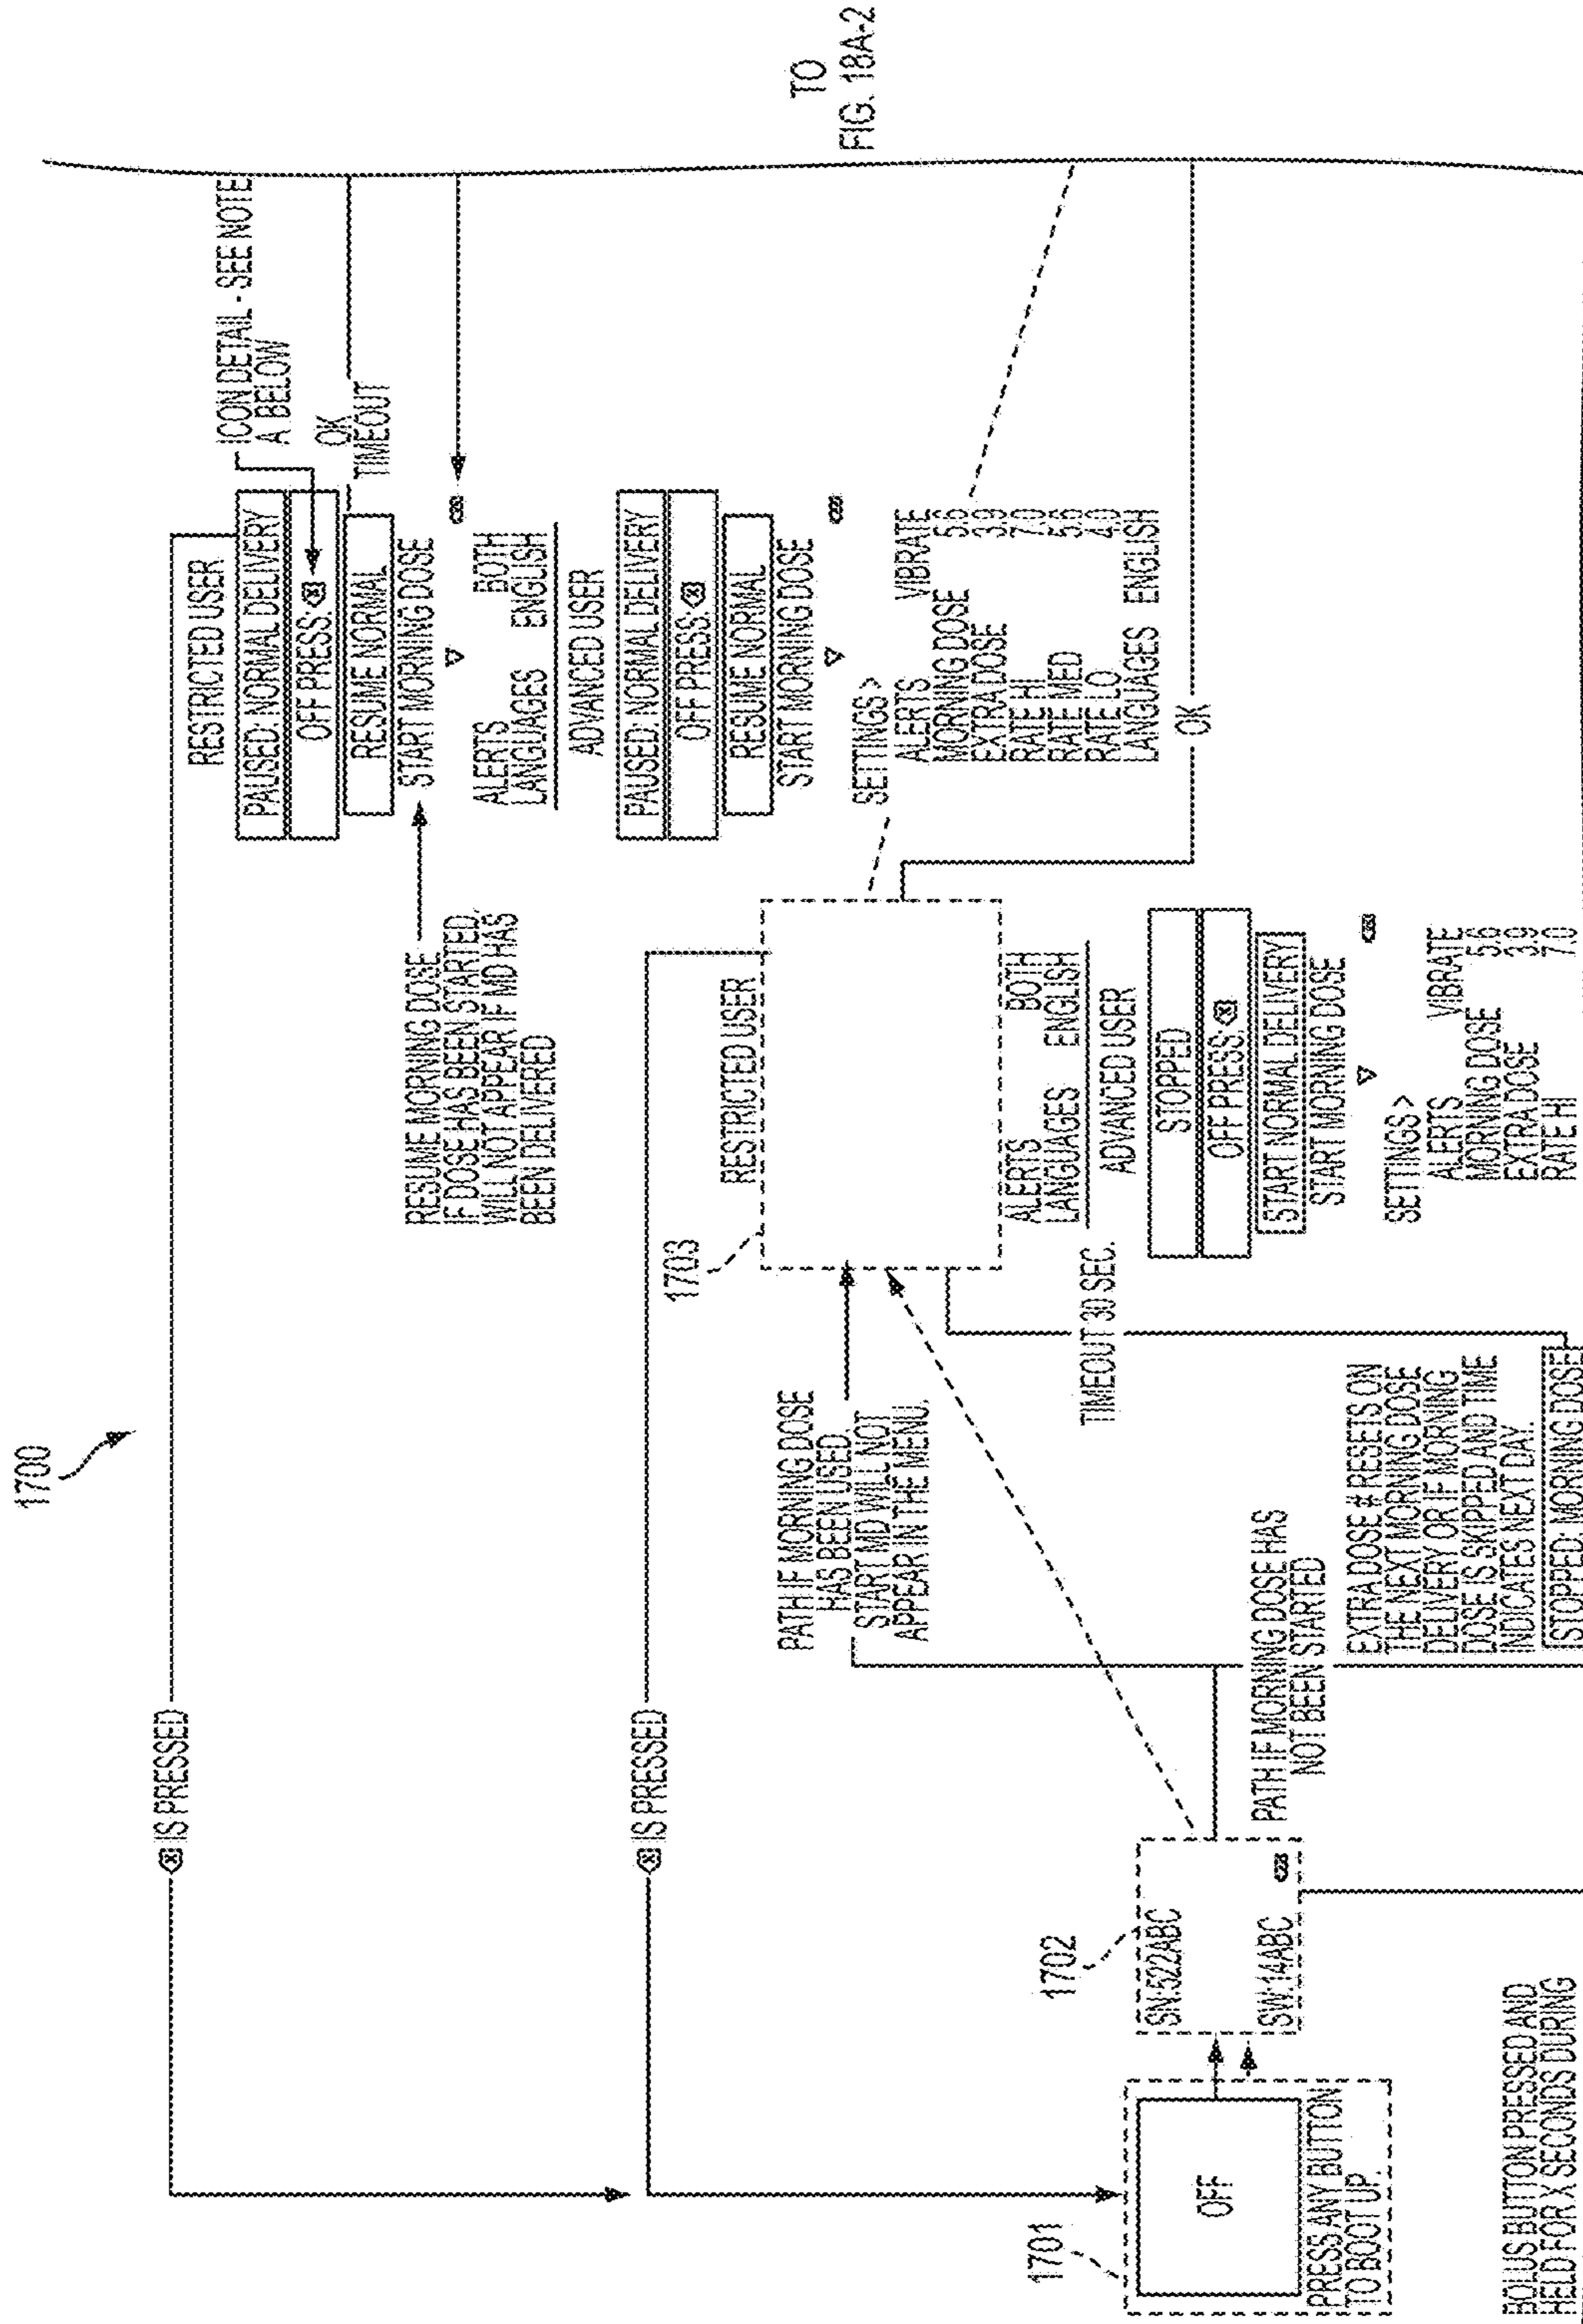 1700
TO
FIG. 18A-2
IS PRESSED
RESTRICTED USER
PAUSED: NORMAL DELIVERY
OFF PRESS:
RESUME NORMAL
START MORNING DOSE
ALERTS BOTH
LANGUAGES ENGLISH
ICON DETAIL - SEE NOTE
A BELOW
OK
TIMEOUT
RESUME MORNING DOSE
IF DOSE HAS BEEN STARTED,
WILL NOT APPEAR IF MD HAS
BEEN DELIVERED
ADVANCED USER
PAUSED: NORMAL DELIVERY
OFF PRESS:
RESUME NORMAL
START MORNING DOSE
SETTINGS >
ALERTS VIBRATE
MORNING DOSE 5.6
EXTRA DOSE 3.9
RATE HI 7.0
RATE MED 5.6
RATE LO 4.0
LANGUAGES ENGLISH
OK
IS PRESSED
1703
RESTRICTED USER
ALERTS BOTH
LANGUAGES ENGLISH
ADVANCED USER
STOPPED
OFF PRESS:
START NORMAL DELIVERY
START MORNING DOSE
SETTINGS >
ALERTS VIBRATE
MORNING DOSE 5.6
EXTRA DOSE 3.9
RATE HI 7.0
PATH IF MORNING DOSE
HAS BEEN USED.
START MD WILL NOT
APPEAR IN THE MENU.
TIMEOUT 30 SEC.
PATH IF MORNING DOSE HAS
NOT BEEN STARTED
EXTRA DOSE # RESETS ON
THE NEXT MORNING DOSE
DELIVERY OR IF MORNING
DOSE IS SKIPPED AND TIME
INDICATES NEXT DAY.
STOPPED: MORNING DOSE
1702
SN:522ABC
SW:14ABC
1701
OFF
PRESS ANY BUTTON
TO BOOT UP.
BOLUS BUTTON PRESSED AND
HELD FOR X SECONDS DURING